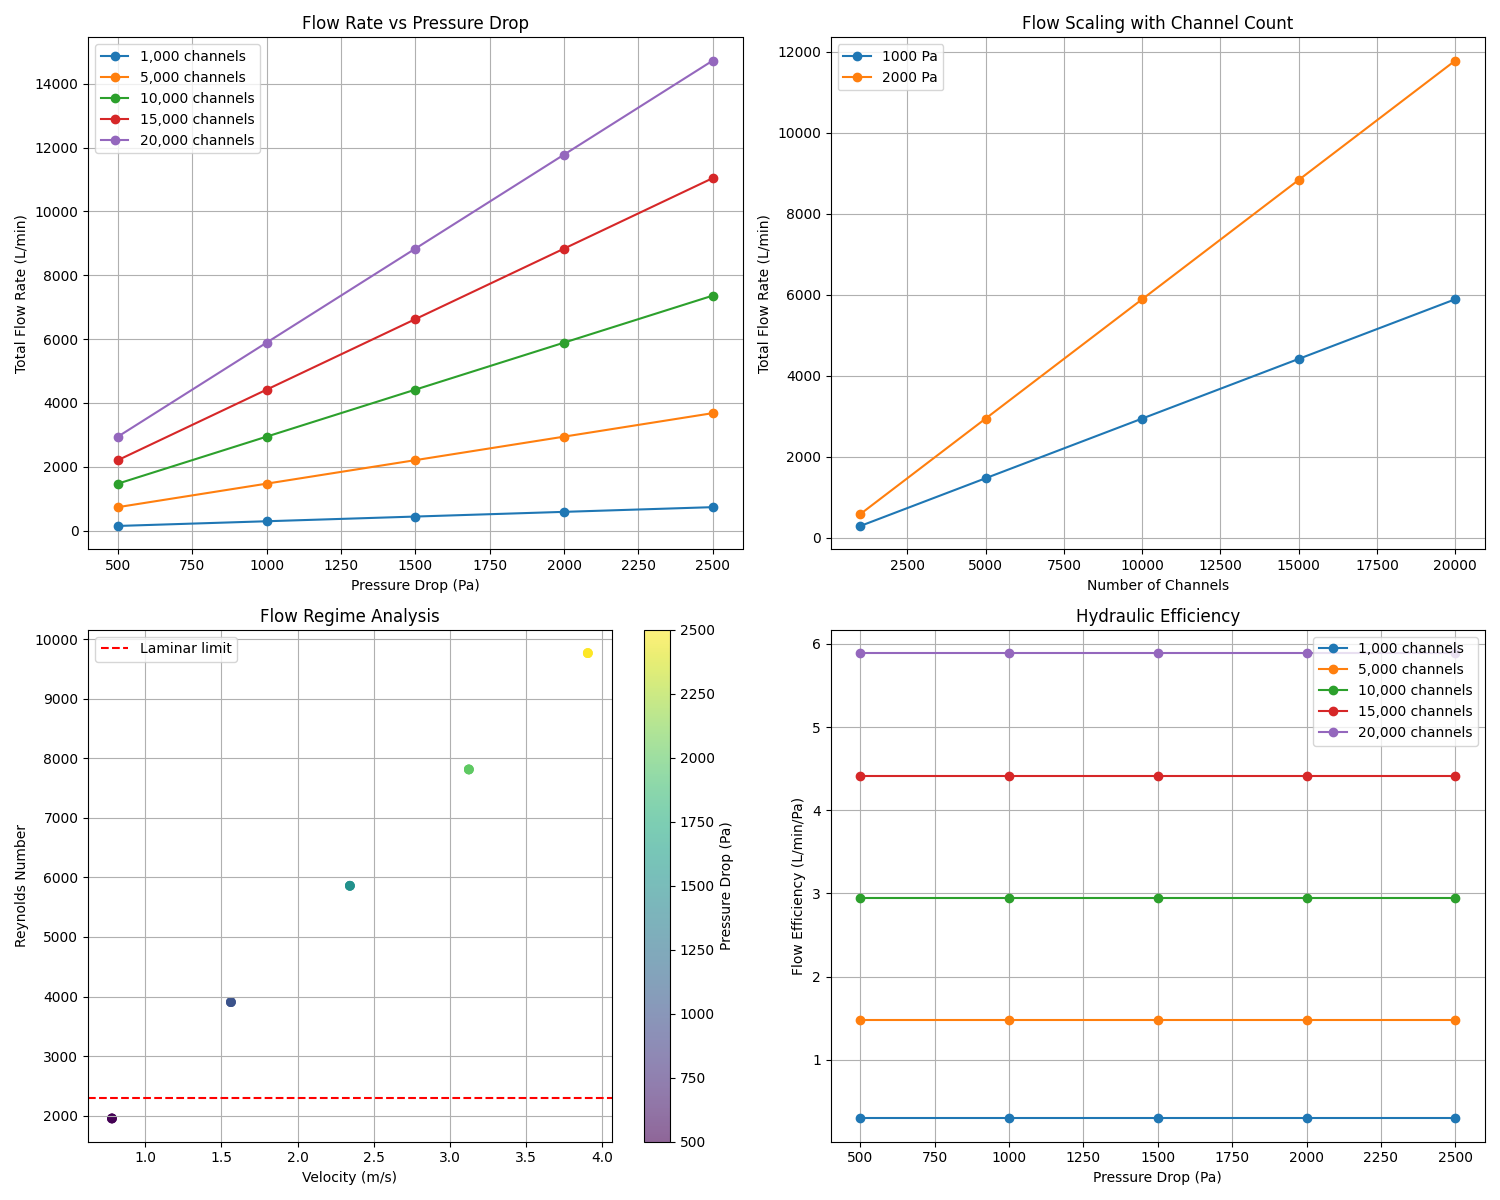 Flow Rate vs Pressure Drop
1,000 channels
5,000 channels
10,000 channels
15,000 channels
20,000 channels
14000
12000
10000
8000
6000
4000
2000
0
Total Flow Rate (L/min)
500 750 1000 1250 1500 1750 2000 2250 2500
Pressure Drop (Pa)
Flow Scaling with Channel Count
1000 Pa
2000 Pa
12000
10000
8000
6000
4000
2000
0
Total Flow Rate (L/min)
2500 5000 7500 10000 12500 15000 17500 20000
Number of Channels
Flow Regime Analysis
Laminar limit
10000
9000
8000
7000
6000
5000
4000
3000
2000
Reynolds Number
1.0 1.5 2.0 2.5 3.0 3.5 4.0
Velocity (m/s)
2500
2250
2000
1750
1500
1250
1000
750
500
Pressure Drop (Pa)
Hydraulic Efficiency
1,000 channels
5,000 channels
10,000 channels
15,000 channels
20,000 channels
6
5
4
3
2
1
Flow Efficiency (L/min/Pa)
500 750 1000 1250 1500 1750 2000 2250 2500
Pressure Drop (Pa)